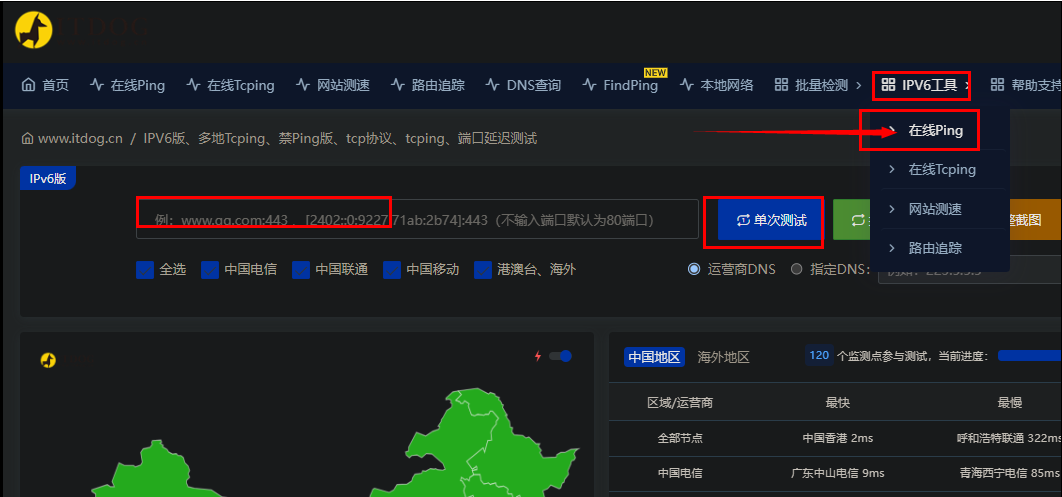 首页 在线Ping 在线Tcping 网站测速 路由追踪 DNS查询 FindPing NEW 本地网络 批量检测 IPV6工具 帮助支持
www.itdog.cn / IPV6版、多地Tcping、禁Ping版、tcp协议、tcping、端口延迟测试
在线Ping
在线Tcping
网站测速
路由追踪
IPv6版
例：www.qq.com:443 、 [2402::0:9227:71ab:2b74]:443（不输入端口默认为80端口）
单次测试
截图
全选 中国电信 中国联通 中国移动 港澳台、海外 运营商DNS 指定DNS：
中国地区 海外地区 120 个监测点参与测试，当前进度：
区域/运营商 最快 最慢
全部节点 中国香港 2ms 呼和浩特联通 322ms
中国电信 广东中山电信 9ms 青海西宁电信 85ms